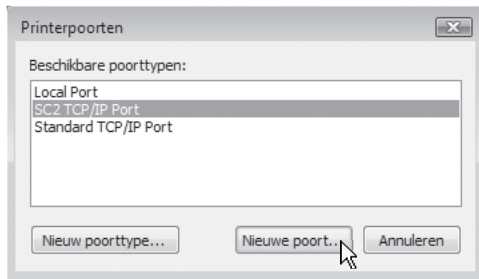 Printerpoorten
Beschikbare poorttypen:
Local Port
SC2 TCP/IP Port
Standard TCP/IP Port
Nieuw poorttype... Nieuwe poort... Annuleren